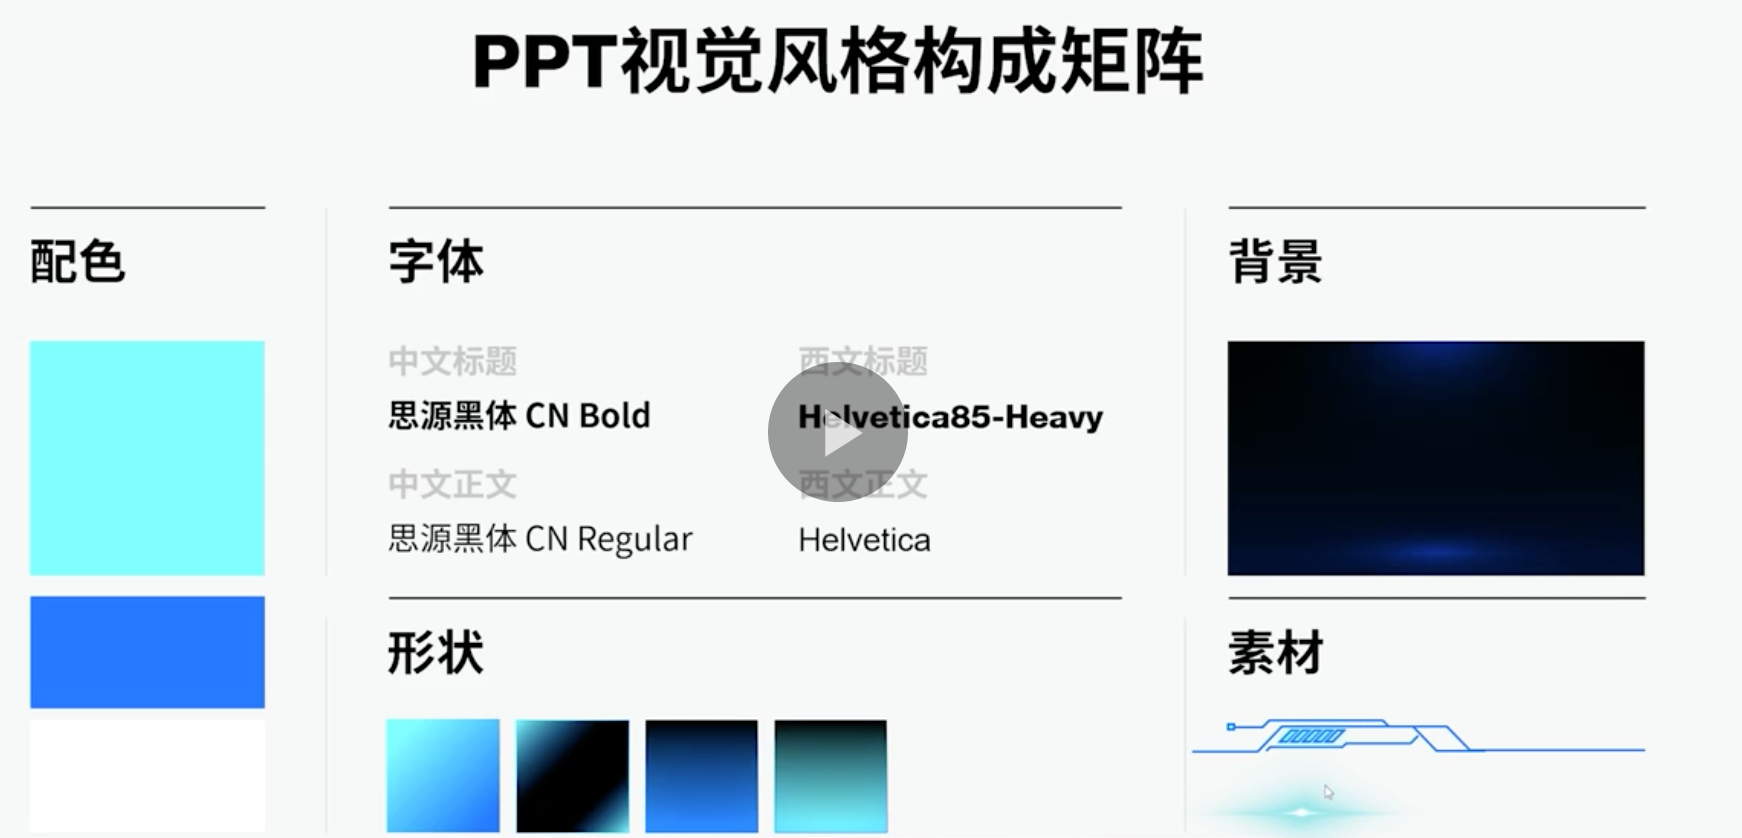 PPT视觉风格构成矩阵
配色
字体
中文标题
思源黑体 CN Bold
中文正文
思源黑体 CN Regular
西文标题
Helvetica85-Heavy
西文正文
Helvetica
形状
背景
素材